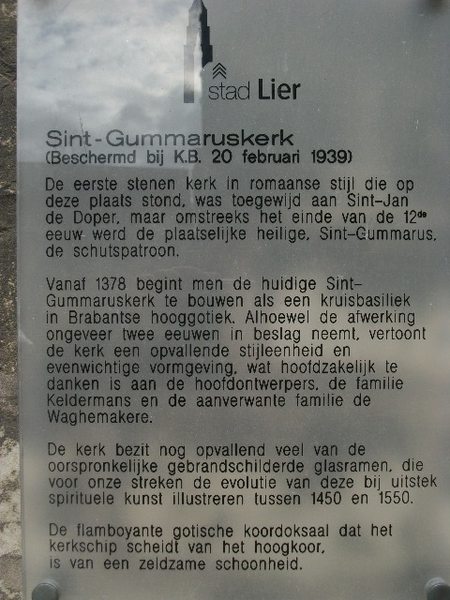 stad Lier
Sint-Gummaruskerk
(Beschermd bij K.B. 20 februari 1939)
De eerste stenen kerk in romaanse stijl die op
deze plaats stond, was toegewijd aan Sint-Jan
de Doper, maar omstreeks het einde van de 12de
eeuw werd de plaatselijke heilige, Sint-Gummarus,
de schutspatroon.
Vanaf 1378 begint men de huidige Sint-
Gummaruskerk te bouwen als een kruisbasiliek
in Brabantse hooggotiek. Alhoewel de afwerking
ongeveer twee eeuwen in beslag neemt, vertoont
de kerk een opvallende stijleenheid en
evenwichtige vormgeving, wat hoofdzakelijk te
danken is aan de hoofdontwerpers, de familie
Keldermans en de aanverwante familie de
Waghemakere.
De kerk bezit nog opvallend veel van de
oorspronkelijke gebrandschilderde glasramen, die
voor onze streken de evolutie van deze bij uitstek
spirituele kunst illustreren tussen 1450 en 1550.
De flamboyante gotische koordoksaal dat het
kerkschip scheidt van het hoogkoor,
is van een zeldzame schoonheid.